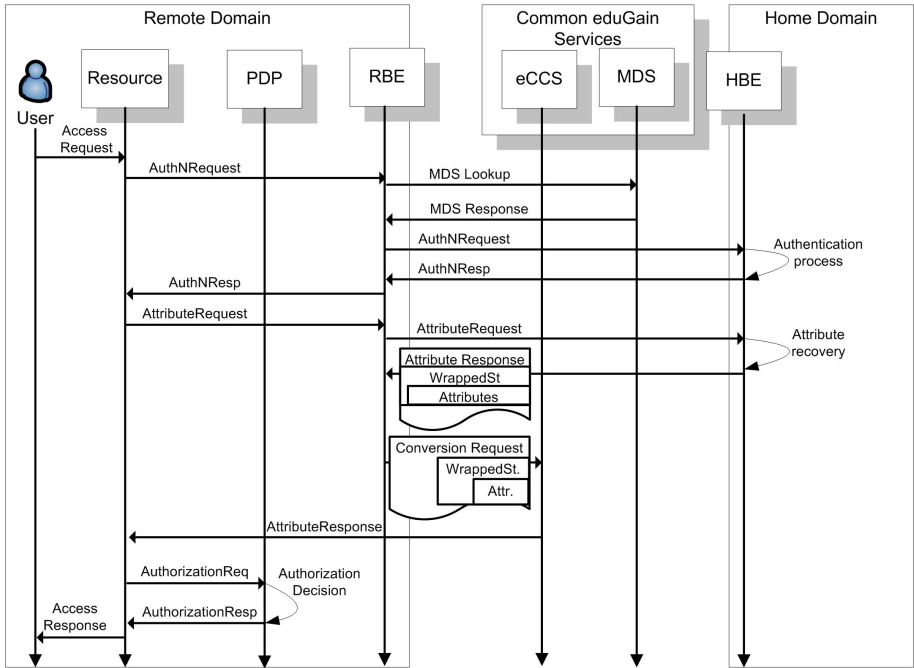 Remote Domain
Common eduGain
Services
Home Domain
Resource
PDP
RBE
eCCS
MDS
HBE
User
Access
Request
AuthNRequest
MDS Lookup
MDS Response
AuthNRequest
Authentication
process
AuthNResp
AuthNResp
AttributeRequest
AttributeRequest
Attribute
recovery
Attribute Response
WrappedSt
Attributes
Conversion Request
WrappedSt.
Attr.
AttributeResponse
AuthorizationReq
Authorization
Decision
AuthorizationResp
Access
Response